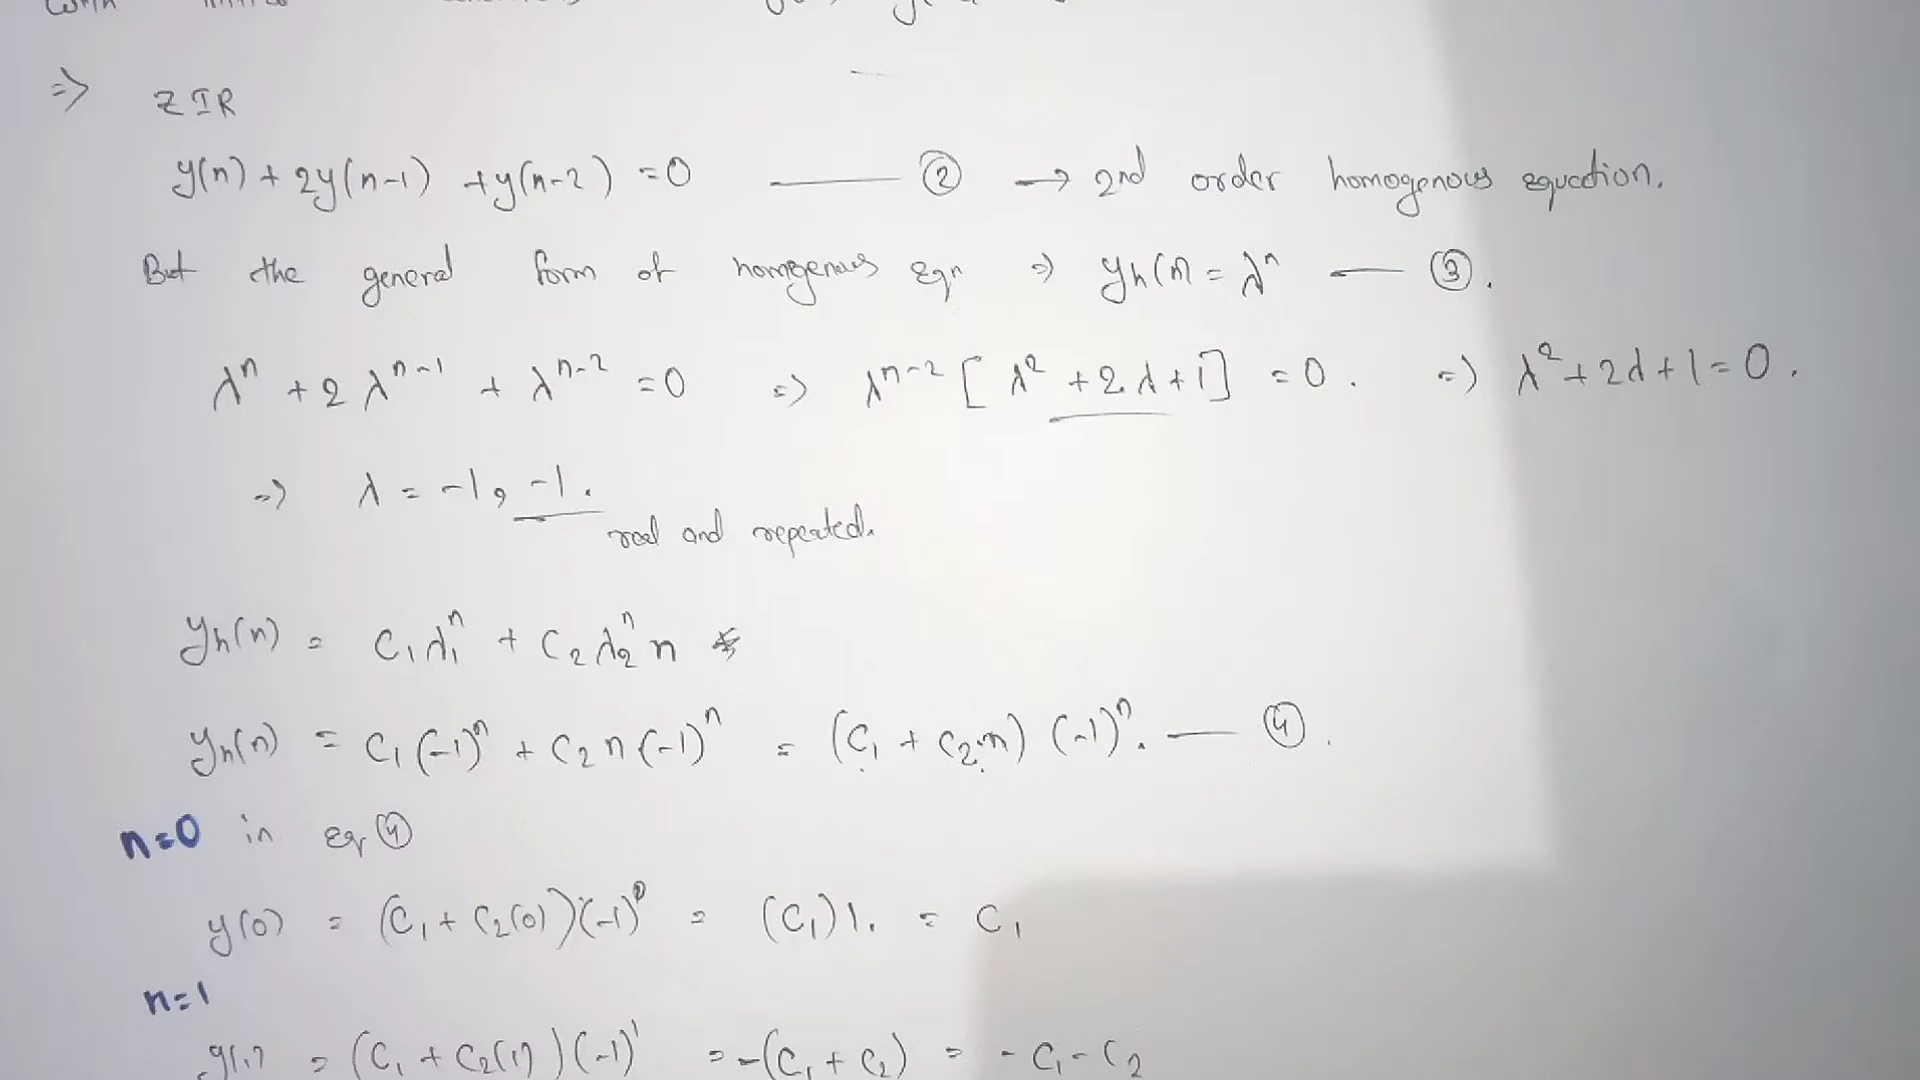 ⇒ ZIR
y(n) + 2y(n-1) + y(n-2) = 0 —— ② → 2nd order homogenous equation.
But the general form of homgenous Eqn ⇒ yh(n) = λⁿ — ③.
λⁿ + 2λⁿ⁻¹ + λⁿ⁻² = 0 ⇒ λⁿ⁻² [λ² + 2λ + 1] = 0. ⇒ λ² + 2λ + 1 = 0.
⇒ λ = -1, -1.
real and repeated.
yh(n) = C₁λ₁ⁿ + C₂λ₂ⁿ n
yh(n) = C₁(-1)ⁿ + C₂ n(-1)ⁿ = (C₁ + C₂n) (-1)ⁿ. — ④.
n=0 in eq ④
y(0) = (C₁ + C₂(0))(-1)⁰ = (C₁)1. = C₁
n=1
y(1) = (C₁ + C₂(1))(-1)¹ = -(C₁ + C₂) = -C₁-C₂